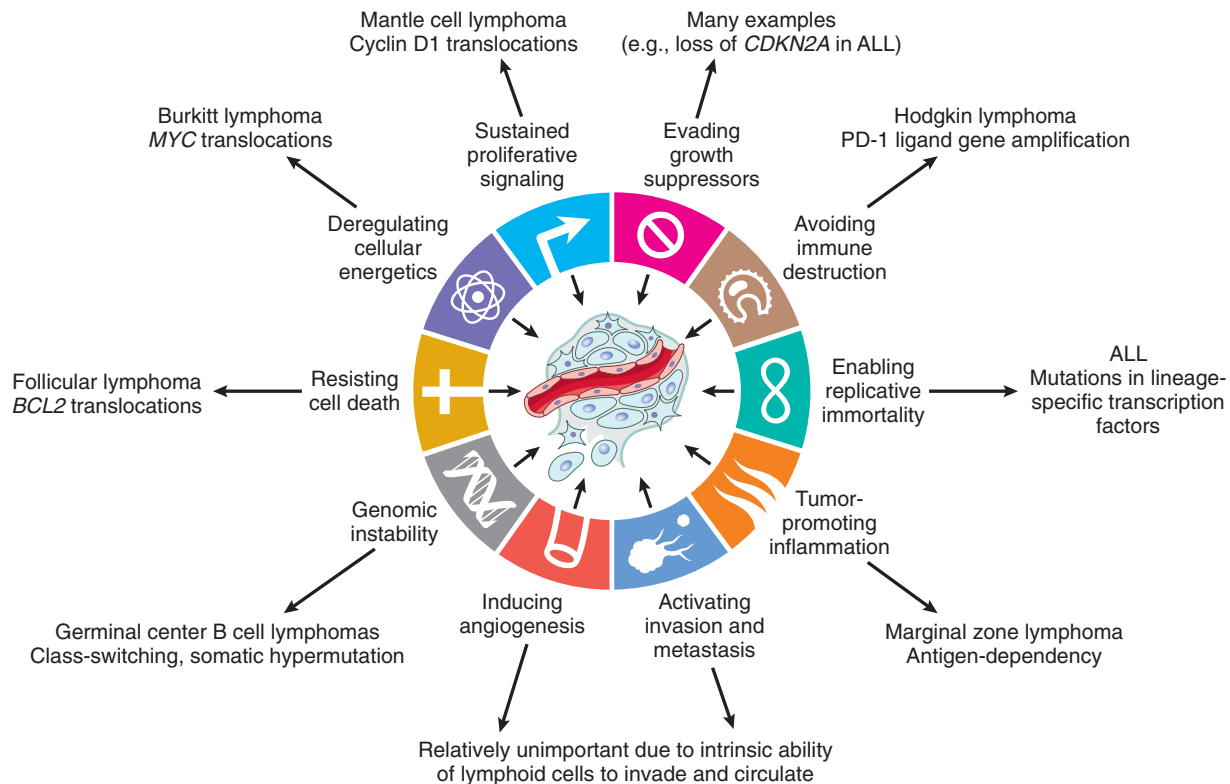 Mantle cell lymphoma
Cyclin D1 translocations
Many examples
(e.g., loss of CDKN2A in ALL)
Burkitt lymphoma
MYC translocations
Sustained
proliferative
signaling
Evading
growth
suppressors
Hodgkin lymphoma
PD-1 ligand gene amplification
Deregulating
cellular
energetics
Avoiding
immune
destruction
Follicular lymphoma
BCL2 translocations
Resisting
cell death
Enabling
replicative
immortality
ALL
Mutations in lineage-
specific transcription
factors
Genomic
instability
Tumor-
promoting
inflammation
Germinal center B cell lymphomas
Class-switching, somatic hypermutation
Inducing
angiogenesis
Activating
invasion and
metastasis
Marginal zone lymphoma
Antigen-dependency
Relatively unimportant due to intrinsic ability
of lymphoid cells to invade and circulate